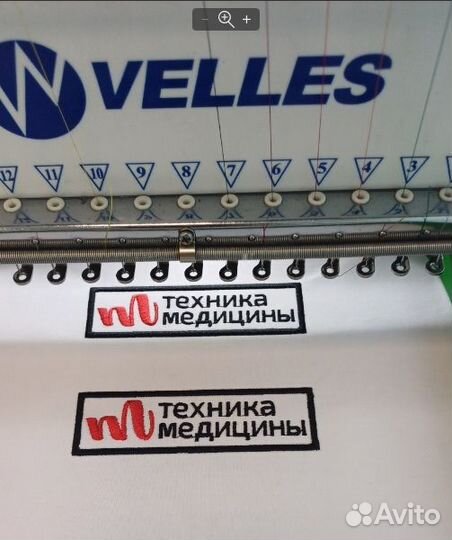 VELLES
12 11 10 9 8 7 6 5 4 3
техника
медицины
техника
медицины
Avito